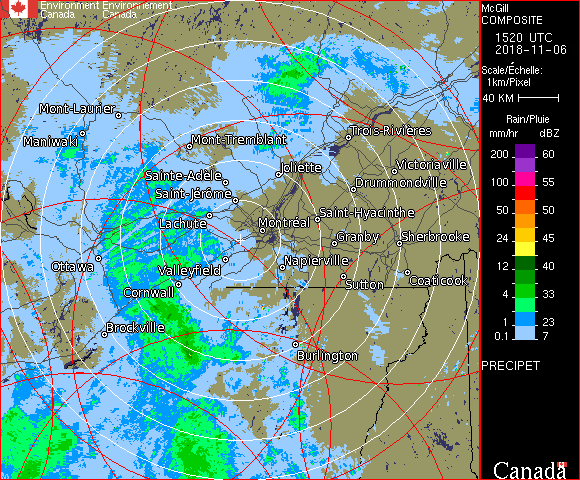 Environment Environnement
Canada Canada
McGill
COMPOSITE
1520 UTC
2018-11-06
Scale/Échelle:
1km/Pixel
40 KM
Rain/Pluie
mm/hr dBZ
200 60
100 55
50 50
24 45
12 40
4 33
2 23
0.1 7
PRECIPET
Canada
Mont-Laurier
Maniwaki
Mont-Tremblant
Trois-Rivières
Sainte-Adèle
Joliette
Victoriaville
Saint-Jérôme
Drummondville
Lachute
Montréal
Saint-Hyacinthe
Granby
Sherbrooke
Ottawa
Valleyfield
Napierville
Cornwall
Sutton
Coaticook
Brockville
Burlington